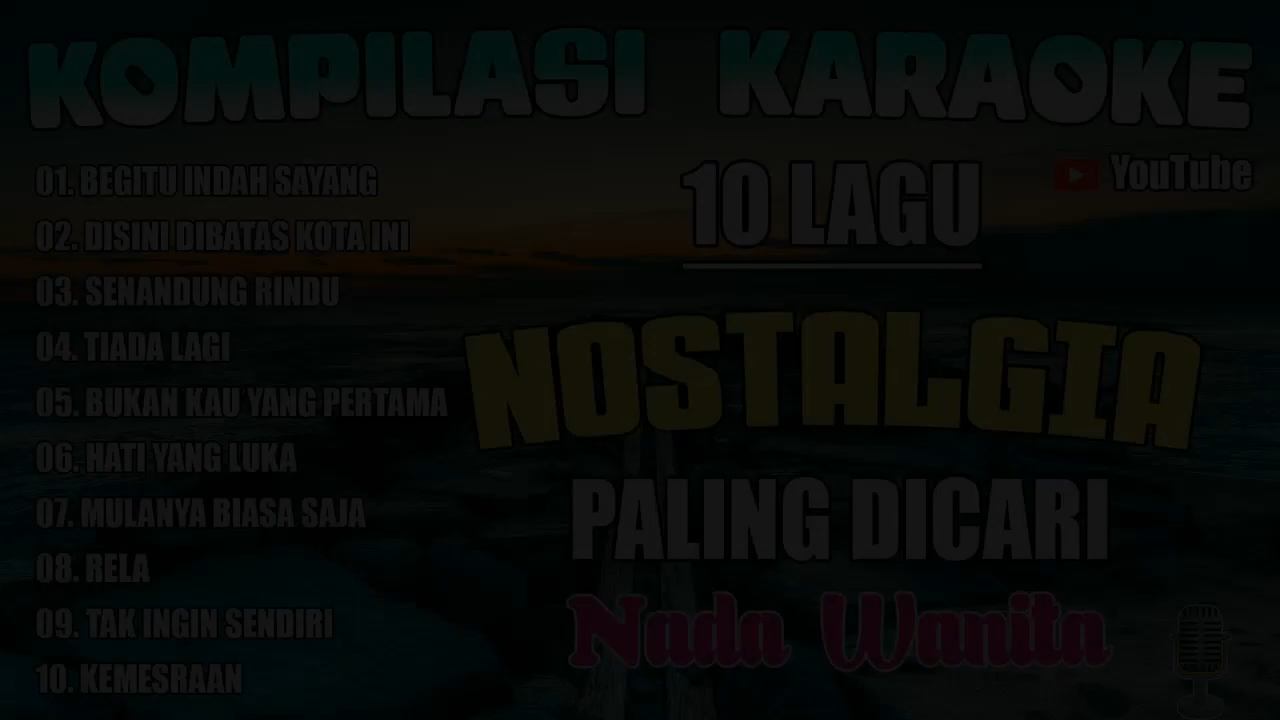 KOMPILASI KARAOKE
01. BEGITU INDAH SAYANG
02. DISINI DIBATAS KOTA INI
03. SENANDUNG RINDU
04. TIADA LAGI
05. BUKAN KAU YANG PERTAMA
06. HATI YANG LUKA
07. MULANYA BIASA SAJA
08. RELA
09. TAK INGIN SENDIRI
10. KEMESRAAN
10 LAGU
YouTube
NOSTALGIA
PALING DICARI
Nada Wanita